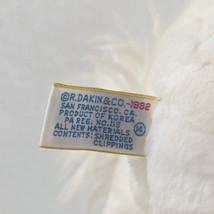 ©R.DAKIN&CO.-1982
SAN FRANCISCO, CA.
PRODUCT OF KOREA
PA REG. NO. 118
ALL NEW MATERIALS
CONTENTS: SHREDDED
CLIPPINGS